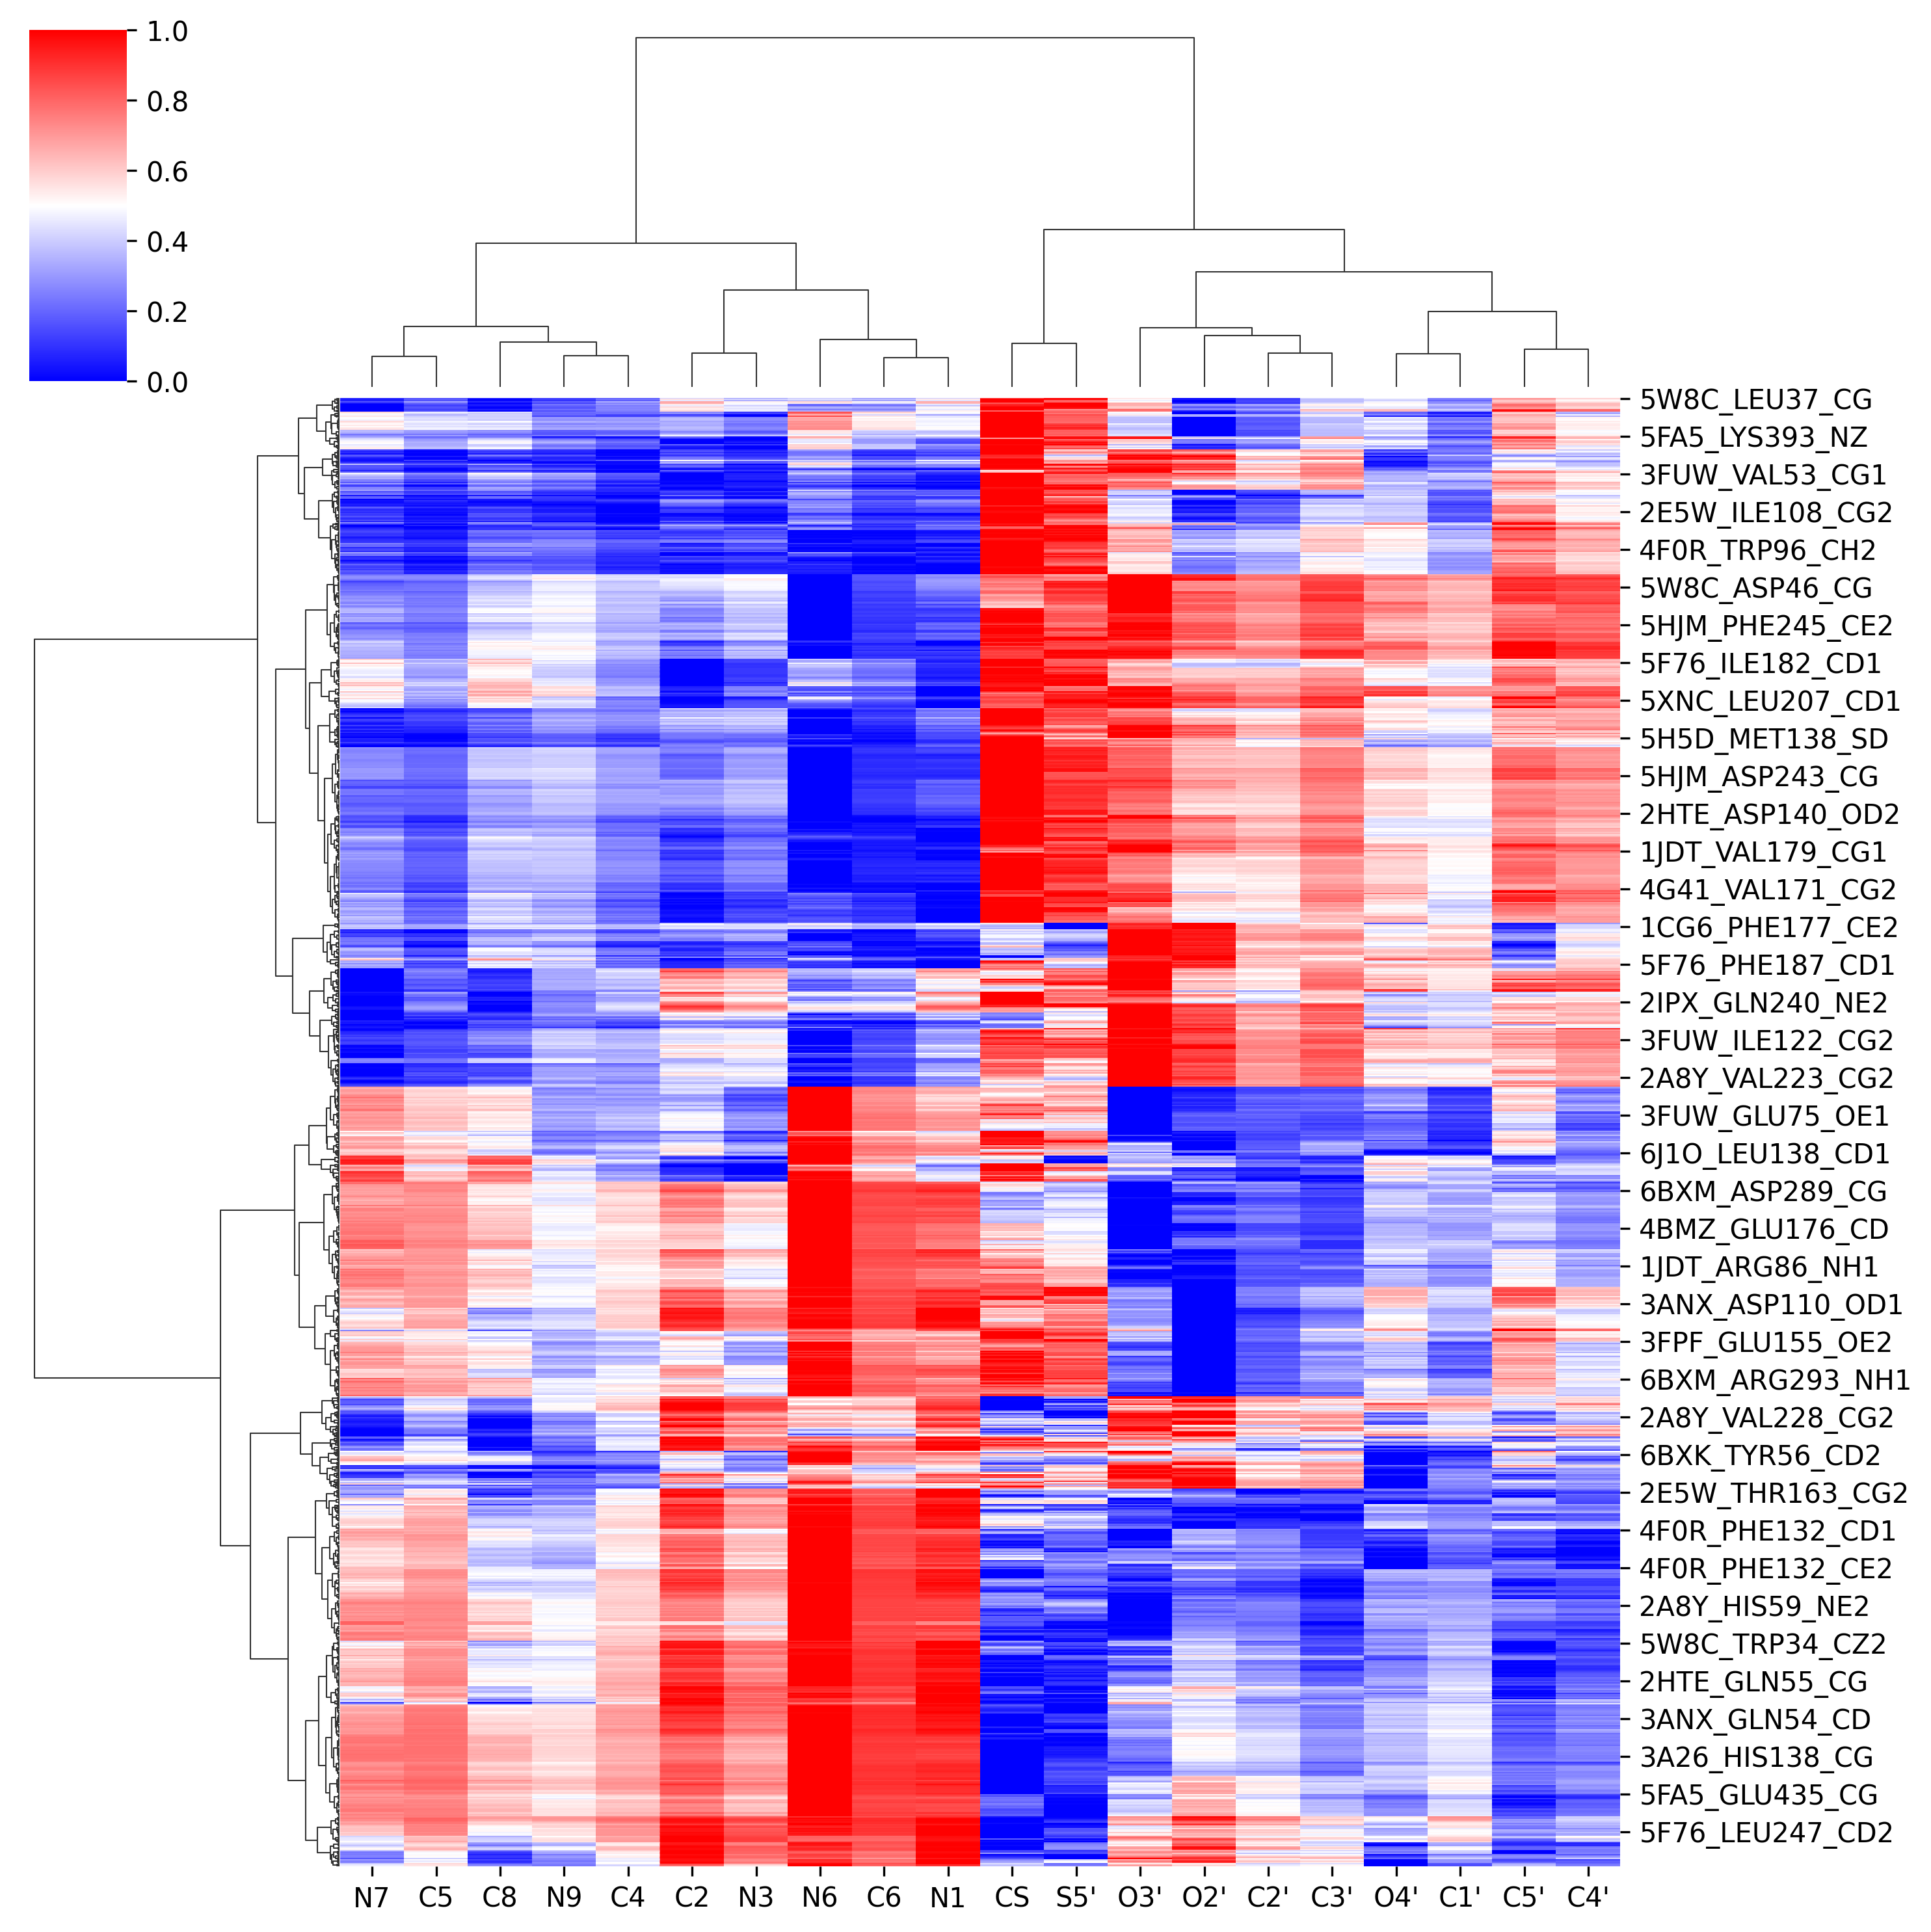 1.0
0.8
0.6
0.4
0.2
0.0
5W8C_LEU37_CG
5FA5_LYS393_NZ
3FUW_VAL53_CG1
2E5W_ILE108_CG2
4F0R_TRP96_CH2
5W8C_ASP46_CG
5HJM_PHE245_CE2
5F76_ILE182_CD1
5XNC_LEU207_CD1
5H5D_MET138_SD
5HJM_ASP243_CG
2HTE_ASP140_OD2
1JDT_VAL179_CG1
4G41_VAL171_CG2
1CG6_PHE177_CE2
5F76_PHE187_CD1
2IPX_GLN240_NE2
3FUW_ILE122_CG2
2A8Y_VAL223_CG2
3FUW_GLU75_OE1
6J1O_LEU138_CD1
6BXM_ASP289_CG
4BMZ_GLU176_CD
1JDT_ARG86_NH1
3ANX_ASP110_OD1
3FPF_GLU155_OE2
6BXM_ARG293_NH1
2A8Y_VAL228_CG2
6BXK_TYR56_CD2
2E5W_THR163_CG2
4F0R_PHE132_CD1
4F0R_PHE132_CE2
2A8Y_HIS59_NE2
5W8C_TRP34_CZ2
2HTE_GLN55_CG
3ANX_GLN54_CD
3A26_HIS138_CG
5FA5_GLU435_CG
5F76_LEU247_CD2
N7 C5 C8 N9 C4 C2 N3 N6 C6 N1 CS S5' O3' O2' C2' C3' O4' C1' C5' C4'